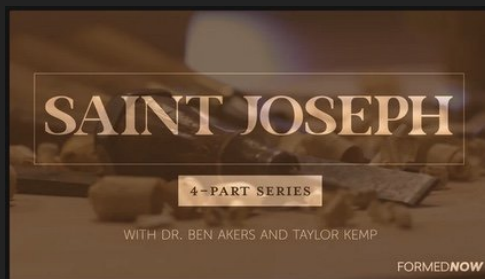 SAINT JOSEPH
4-PART SERIES
WITH DR. BEN AKERS AND TAYLOR KEMP
FORMEDNOW